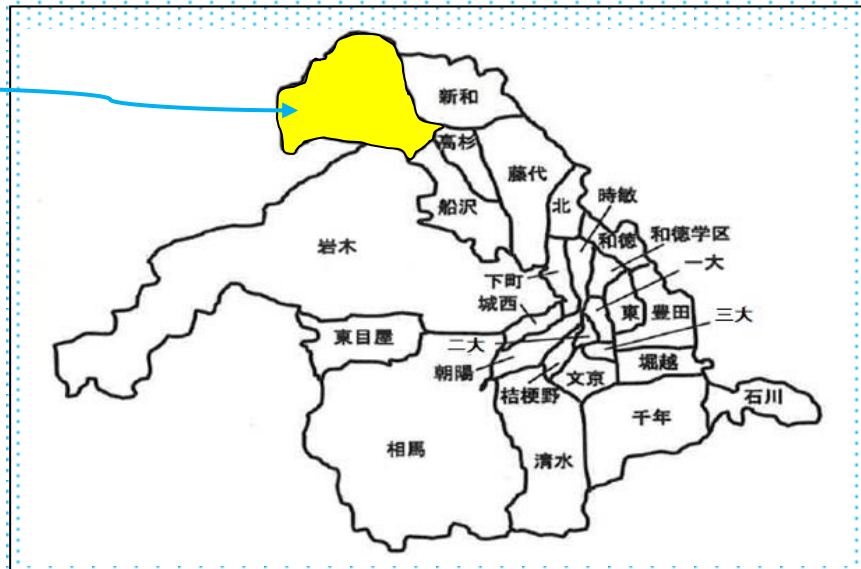 新和
高杉
藤代
船沢
北
時敏
和徳
和徳学区
岩木
下町
一大
城西
東
豊田
三大
東目屋
二大
朝陽
堀越
桔梗野
文京
石川
千年
相馬
清水